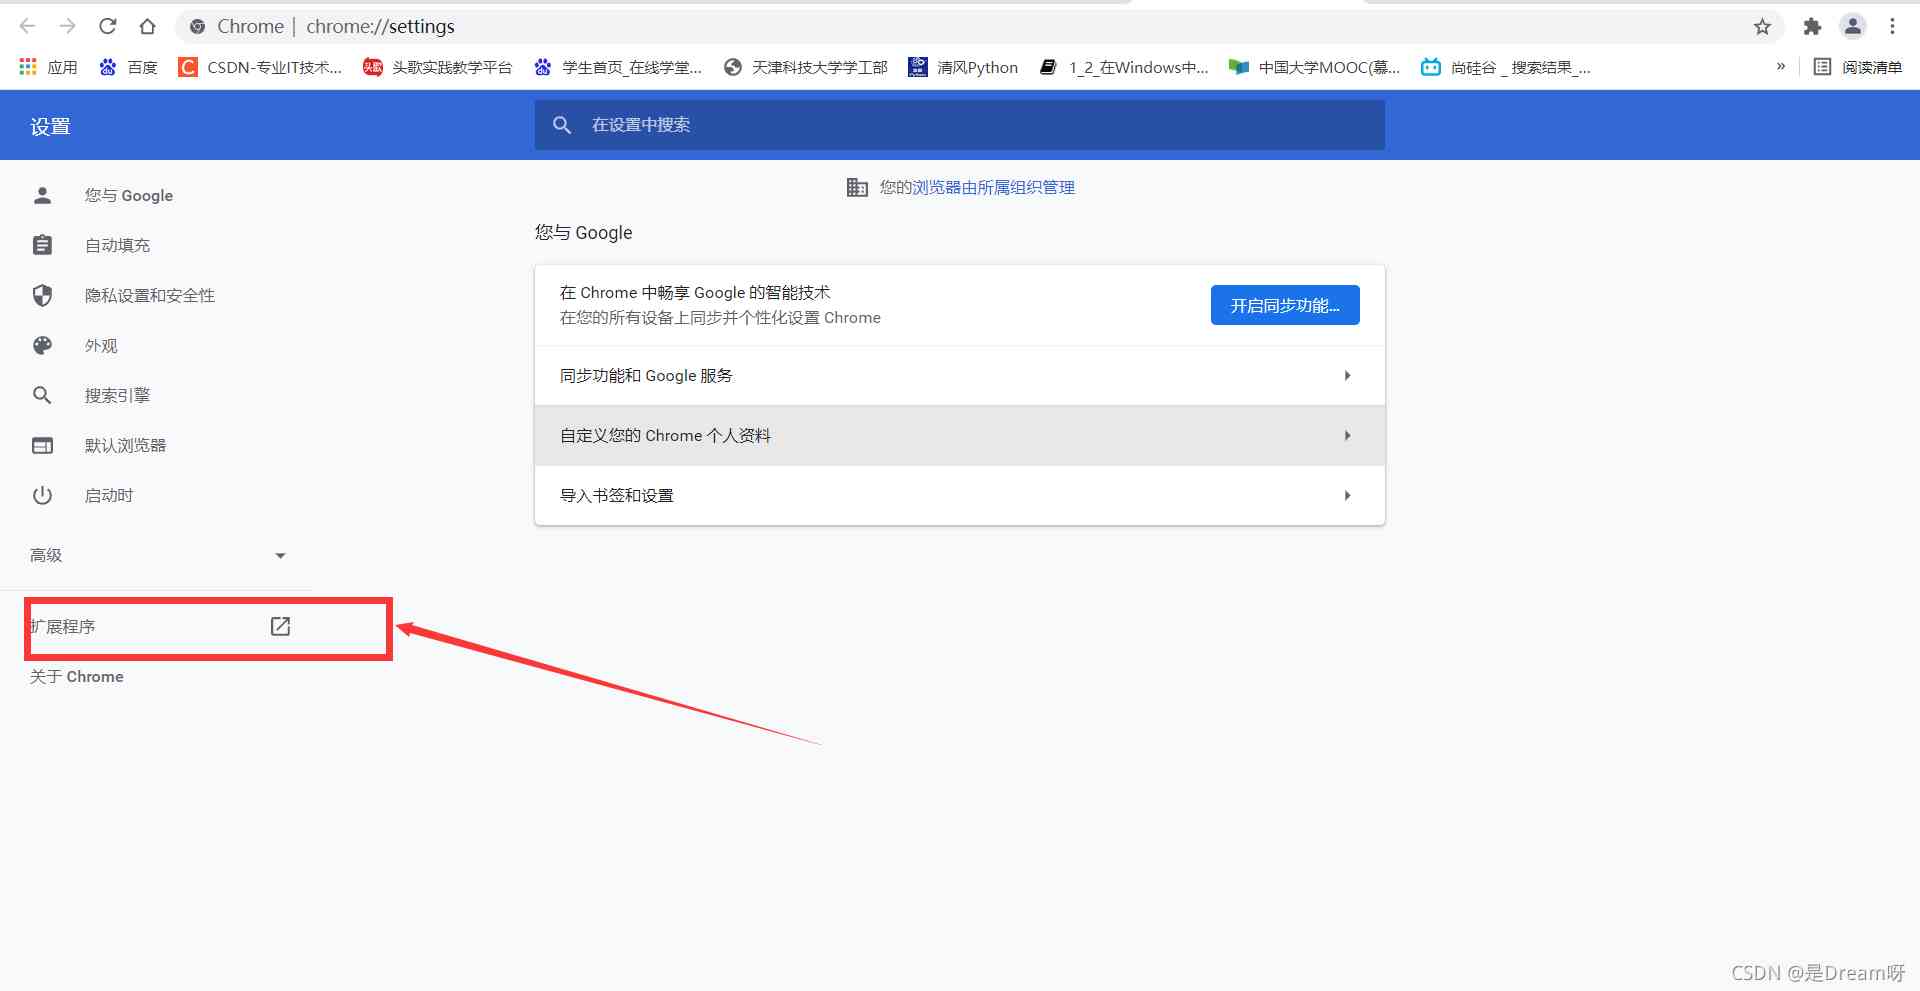 Chrome | chrome://settings
应用 百度 CSDN-专业IT技术... 头歌实践教学平台 学生首页_在线学堂... 天津科技大学学工部 清风Python 1_2_在Windows中... 中国大学MOOC(慕... 尚硅谷 _ 搜索结果_... » 阅读清单
设置
在设置中搜索
您与 Google
自动填充
隐私设置和安全性
外观
搜索引擎
默认浏览器
启动时
高级
扩展程序
关于 Chrome
您的浏览器由所属组织管理
您与 Google
在 Chrome 中畅享 Google 的智能技术
在您的所有设备上同步并个性化设置 Chrome
开启同步功能...
同步功能和 Google 服务
自定义您的 Chrome 个人资料
导入书签和设置
CSDN @是Dream呀